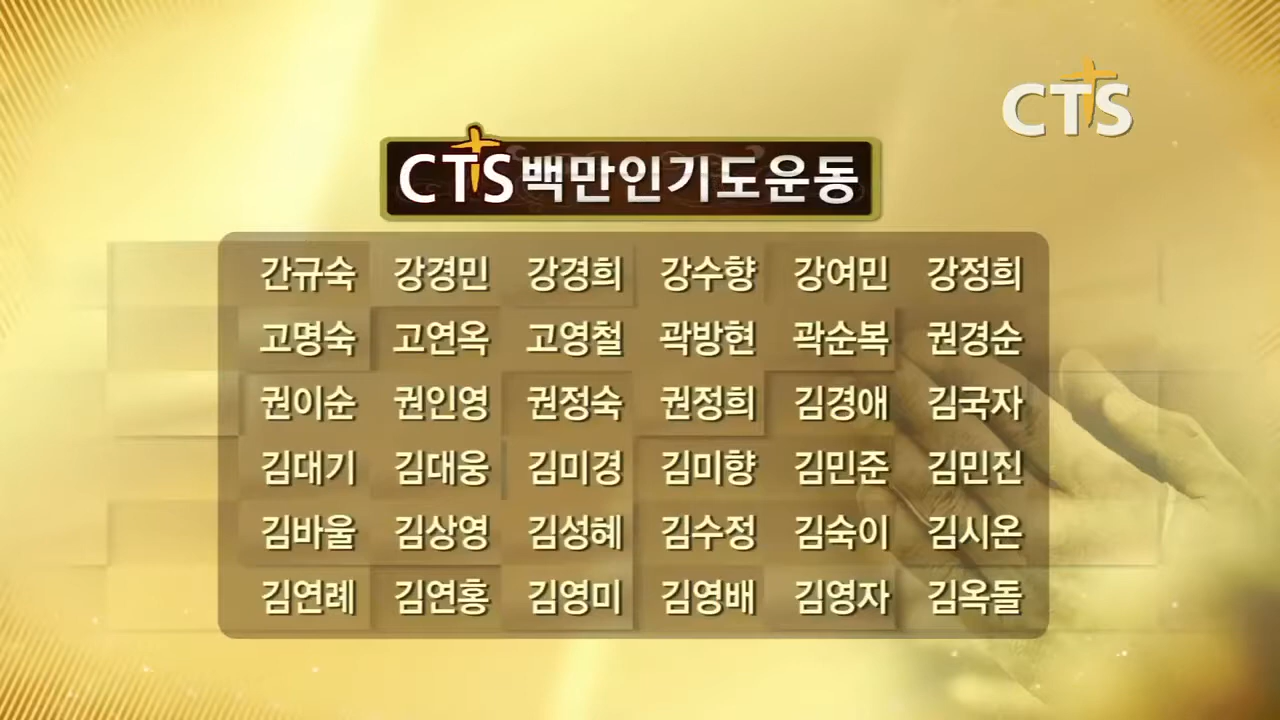 CTS
CTS백만인기도운동
간규숙 강경민 강경희 강수향 강여민 강정희
고명숙 고연옥 고영철 곽방현 곽순복 권경순
권이순 권인영 권정숙 권정희 김경애 김국자
김대기 김대웅 김미경 김미향 김민준 김민진
김바울 김상영 김성혜 김수정 김숙이 김시온
김연례 김연홍 김영미 김영배 김영자 김옥돌